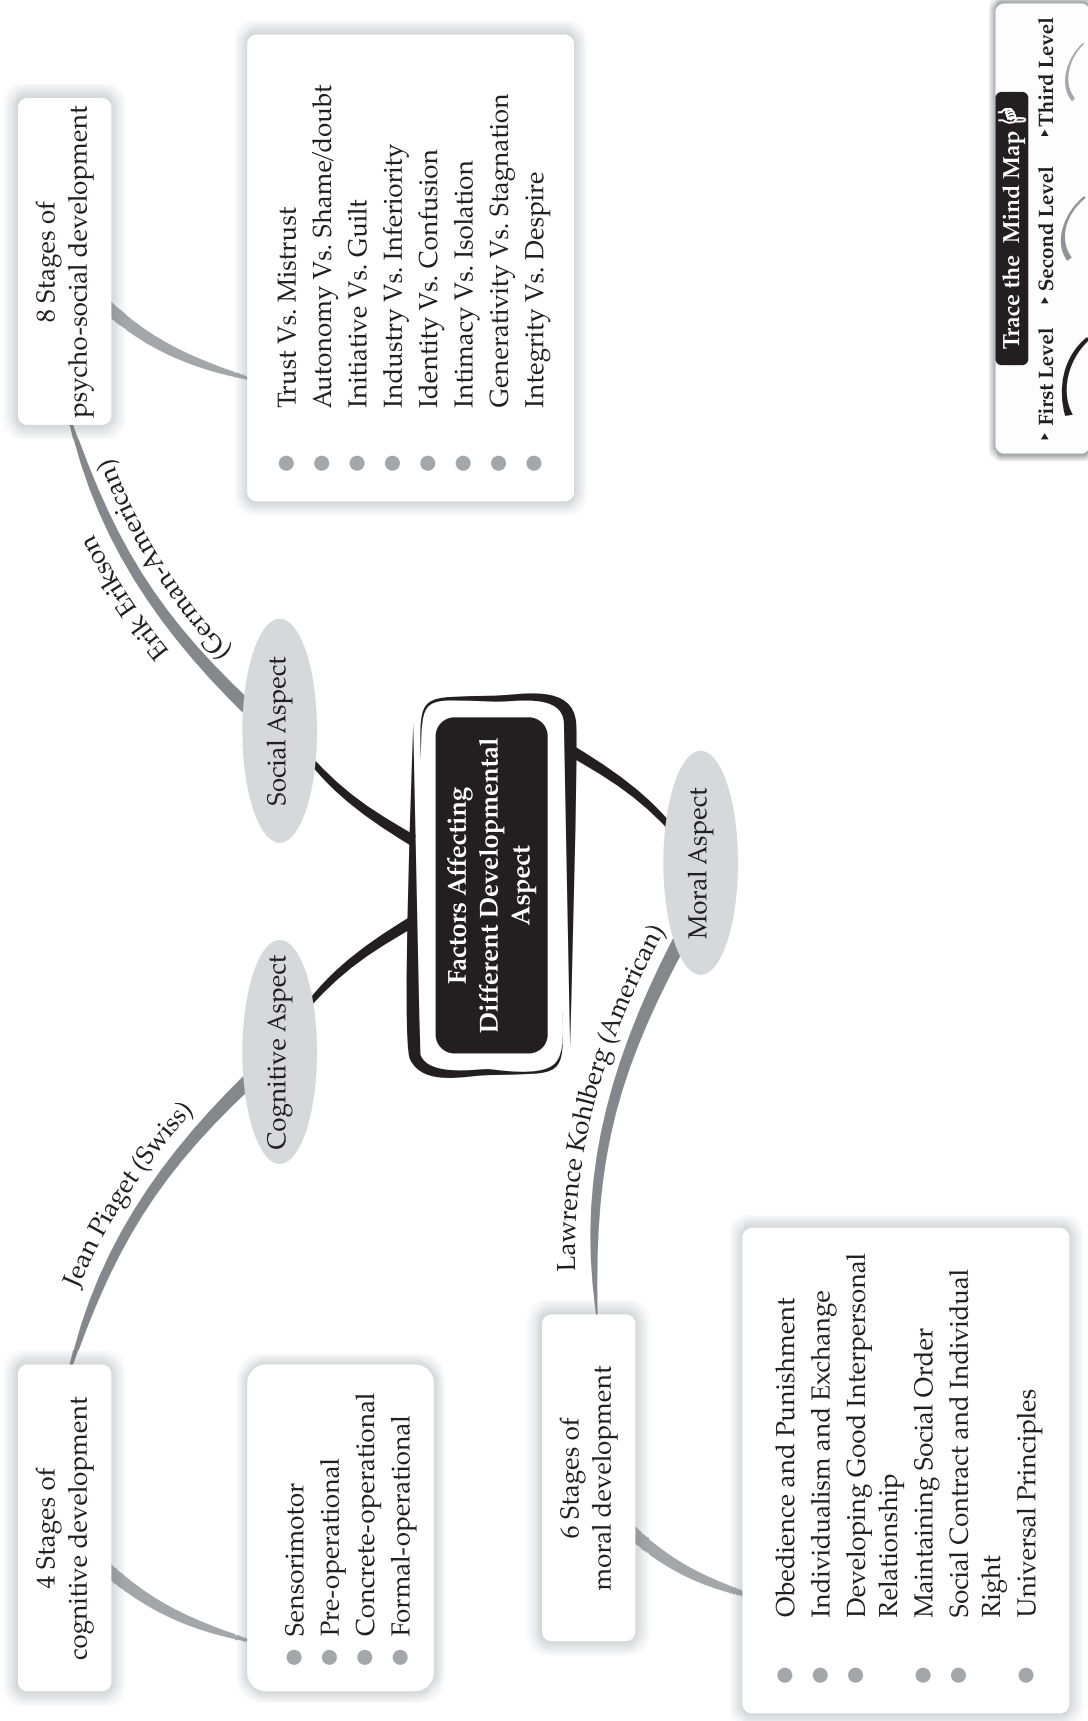 4 Stages of
cognitive development
Sensorimotor
Pre-operational
Concrete-operational
Formal-operational
Jean Piaget (Swiss)
Cognitive Aspect
8 Stages of
psycho-social development
Trust Vs. Mistrust
Autonomy Vs. Shame/doubt
Initiative Vs. Guilt
Industry Vs. Inferiority
Identity Vs. Confusion
Intimacy Vs. Isolation
Generativity Vs. Stagnation
Integrity Vs. Despire
Erik Erikson
(German-American)
Social Aspect
Factors Affecting
Different Developmental
Aspect
Moral Aspect
Lawrence Kohlberg (American)
6 Stages of
moral development
Obedience and Punishment
Individualism and Exchange
Developing Good Interpersonal
Relationship
Maintaining Social Order
Social Contract and Individual
Right
Universal Principles
Trace the Mind Map
First Level
Second Level
Third Level